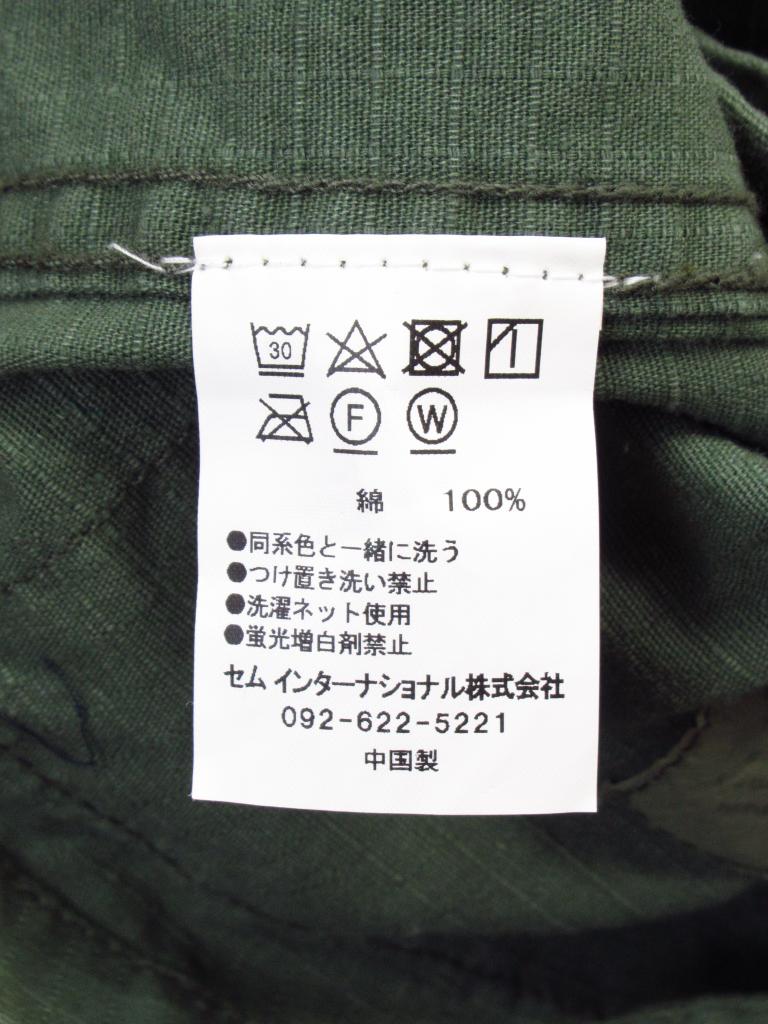 30
F W
綿 100%
●同系色と一緒に洗う
●つけ置き洗い禁止
●洗濯ネット使用
●蛍光増白剤禁止
セム インターナショナル株式会社
092-622-5221
中国製